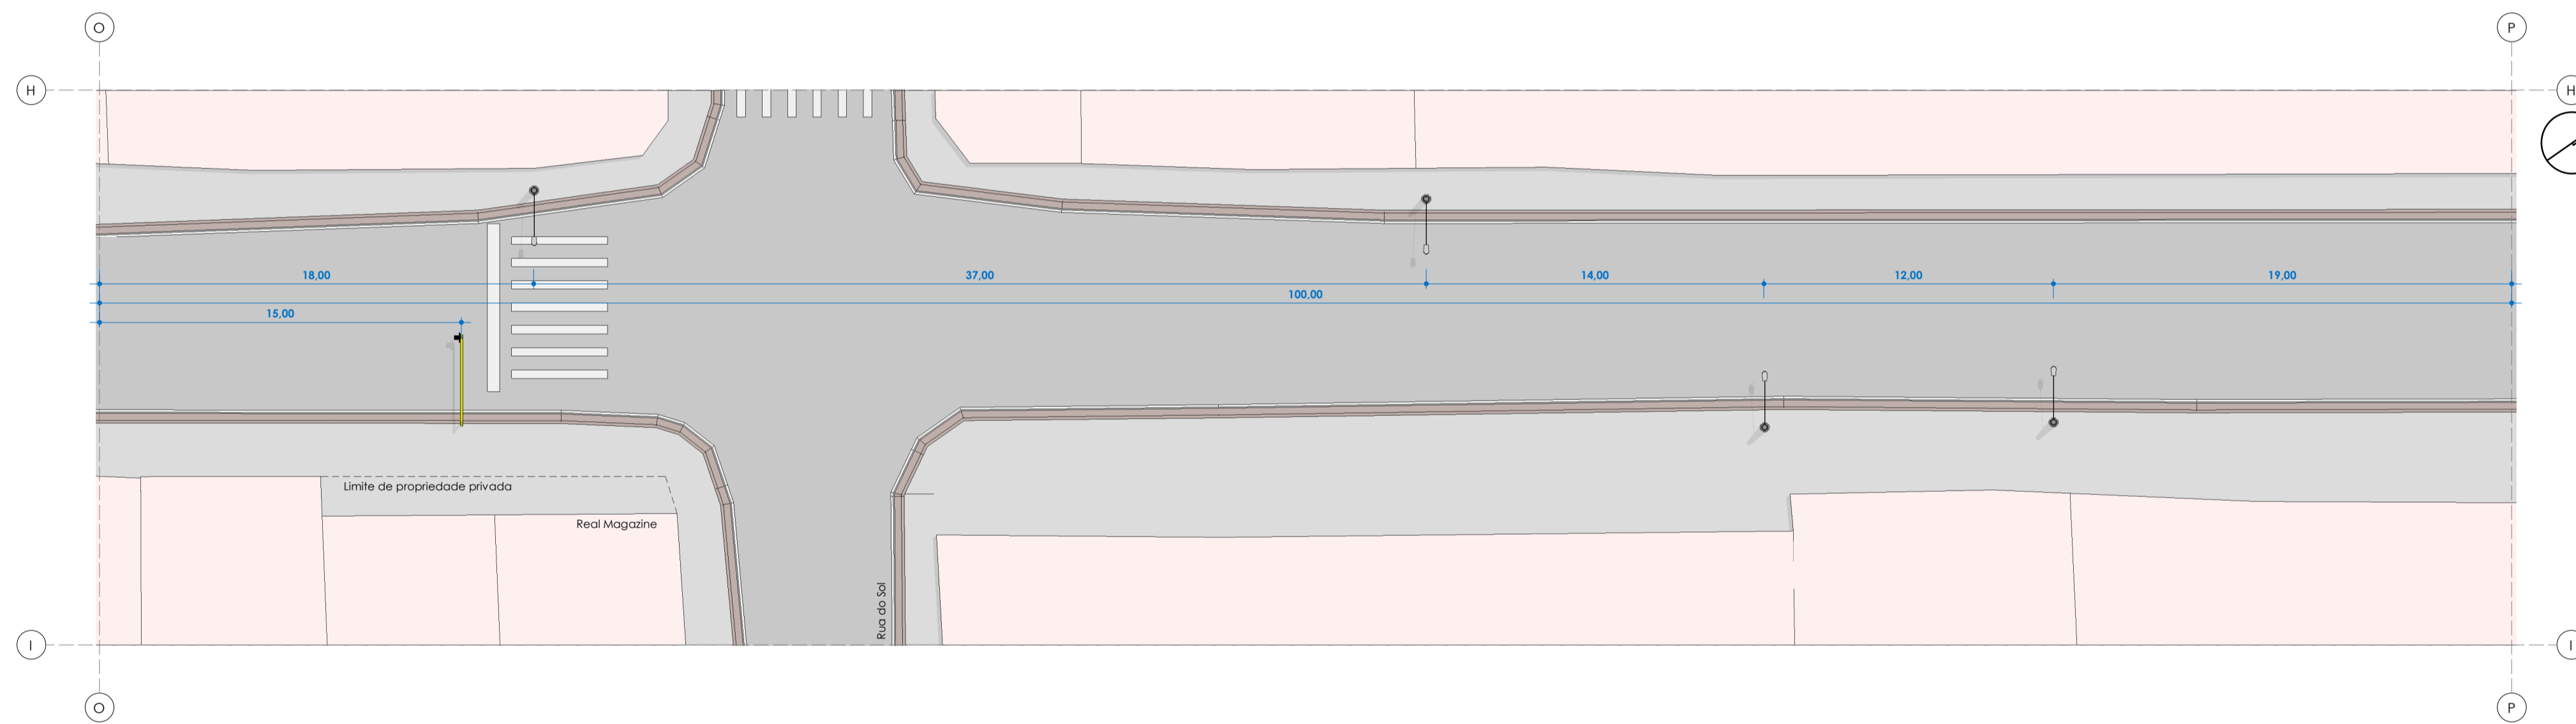 O
P
H
H
18,00
37,00
14,00
12,00
19,00
100,00
15,00
Limite de propriedade privada
Real Magazine
Rua do Sol
I
I
O
P